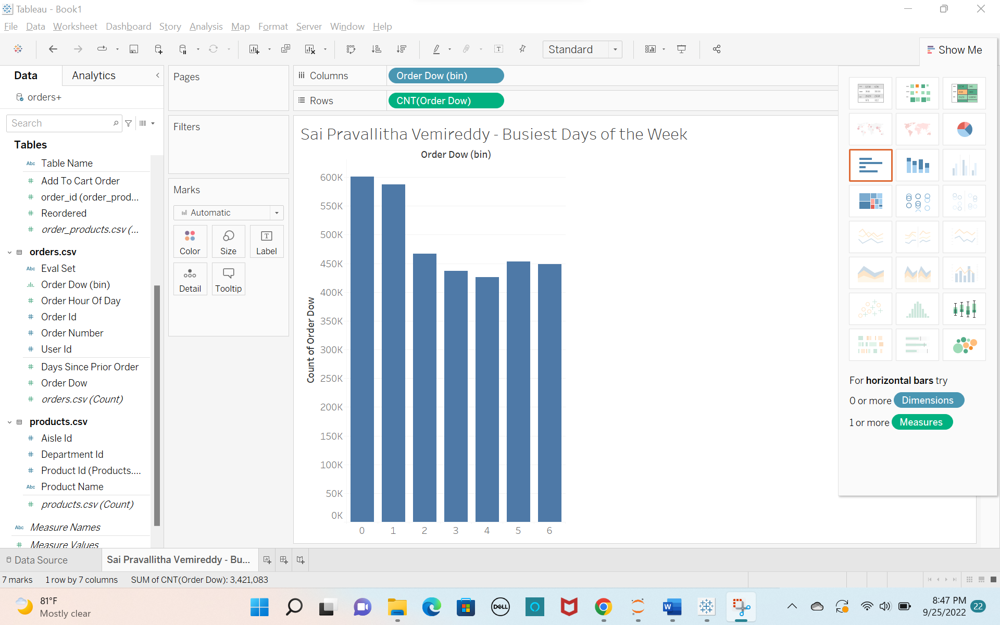 Tableau - Book1
File Data Worksheet Dashboard Story Analysis Map Format Server Window Help
Standard
Show Me
Data Analytics
orders+
Search
Tables
Abc Table Name
# Add To Cart Order
# order_id (order_prod...
# Reordered
# order_products.csv (...
orders.csv
Abc Eval Set
Order Dow (bin)
# Order Hour Of Day
# Order Id
# Order Number
# User Id
# Days Since Prior Order
# Order Dow
# orders.csv (Count)
products.csv
# Aisle Id
# Department Id
# Product Id (Products....
Abc Product Name
# products.csv (Count)
Abc Measure Names
# Measure Values
Pages
Filters
Marks
Automatic
Color Size Label
Detail Tooltip
Columns Order Dow (bin)
Rows CNT(Order Dow)
Sai Pravallitha Vemireddy - Busiest Days of the Week
Order Dow (bin)
Count of Order Dow
600K
550K
500K
450K
400K
350K
300K
250K
200K
150K
100K
50K
0K
0 1 2 3 4 5 6
For horizontal bars try
0 or more Dimensions
1 or more Measures
Data Source Sai Pravallitha Vemireddy - Bu...
7 marks 1 row by 7 columns SUM of CNT(Order Dow): 3,421,083
81°F
Mostly clear
DELL
W
8:47 PM
9/25/2022
22